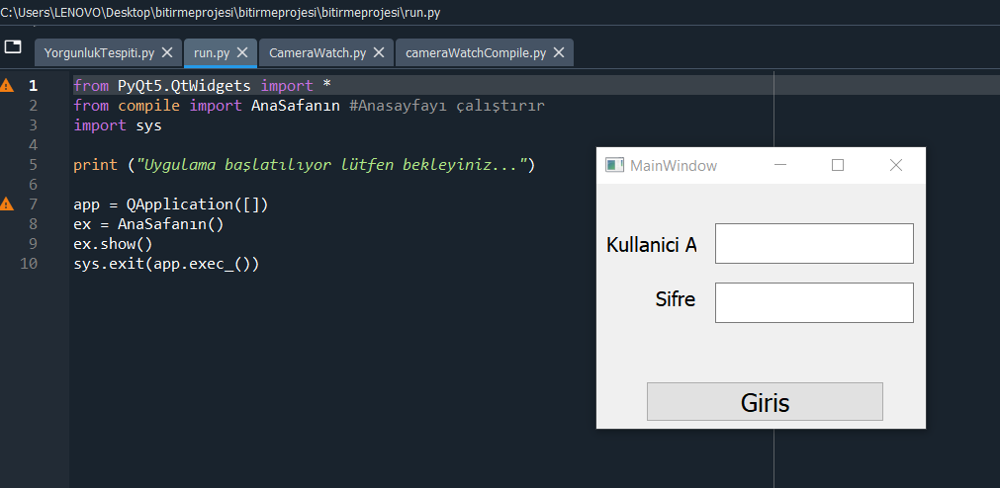 C:\Users\LENOVO\Desktop\bitirmeprojesi\bitirmeprojesi\bitirmeprojesi\run.py
YorgunlukTespiti.py run.py CameraWatch.py cameraWatchCompile.py
1 from PyQt5.QtWidgets import *
2 from compile import AnaSafanın #Anasayfayı çalıştırır
3 import sys
4
5 print ("Uygulama başlatılıyor lütfen bekleyiniz...")
6
7 app = QApplication([])
8 ex = AnaSafanın()
9 ex.show()
10 sys.exit(app.exec_())
MainWindow
Kullanici A
Sifre
Giris